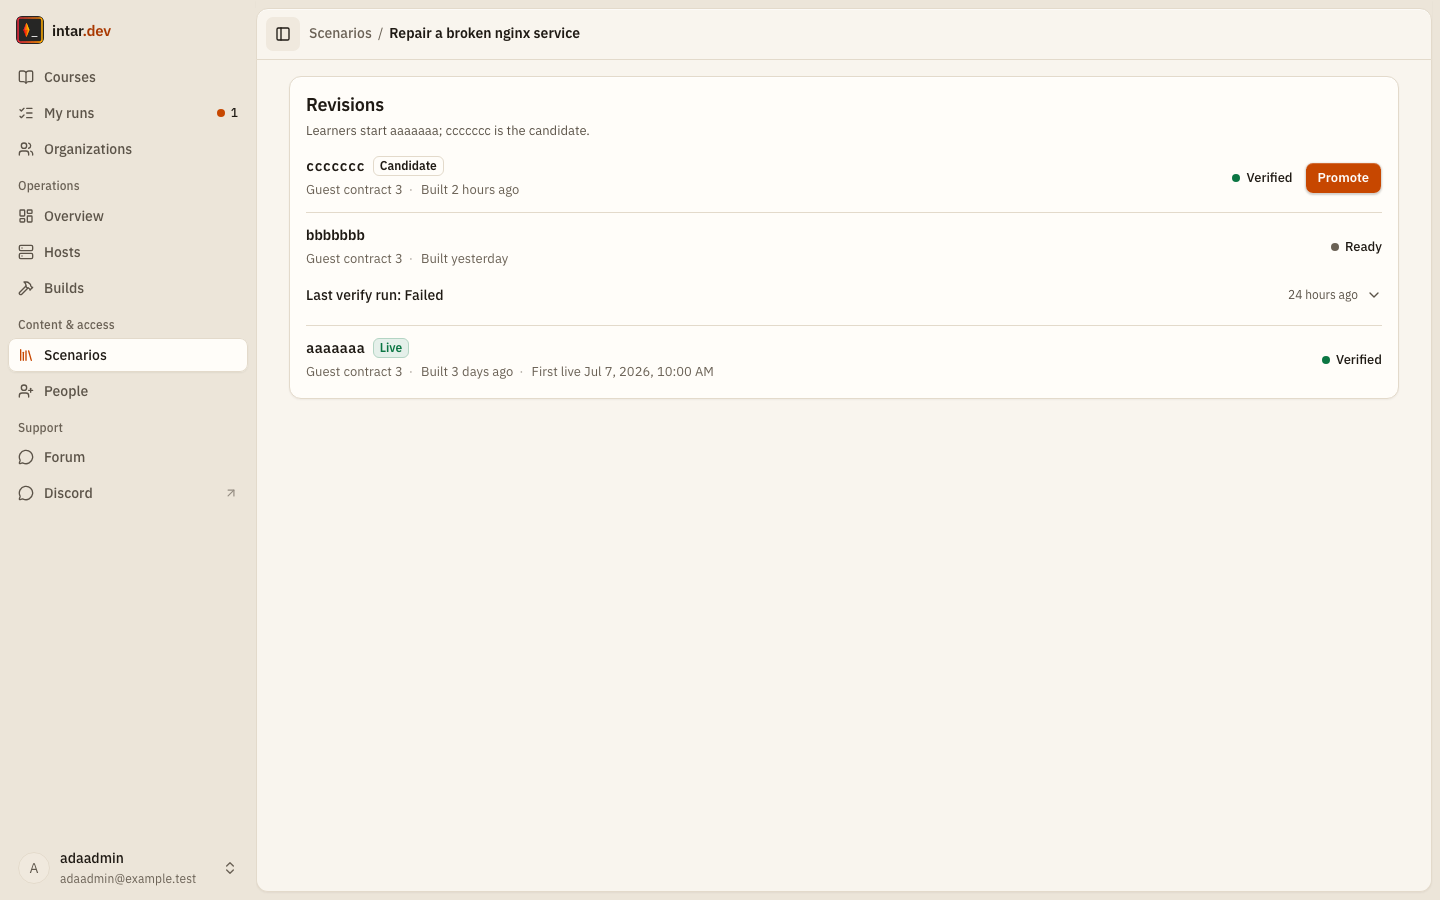 intar.dev
Courses
My runs 1
Organizations
Operations
Overview
Hosts
Builds
Content & access
Scenarios
People
Support
Forum
Discord
A
adaadmin
adaadmin@example.test
Scenarios / Repair a broken nginx service
Revisions
Learners start aaaaaaa; ccccccc is the candidate.
ccccccc Candidate
Guest contract 3 · Built 2 hours ago
Verified
Promote
bbbbbbb
Guest contract 3 · Built yesterday
Ready
Last verify run: Failed
24 hours ago
aaaaaaa Live
Guest contract 3 · Built 3 days ago · First live Jul 7, 2026, 10:00 AM
Verified